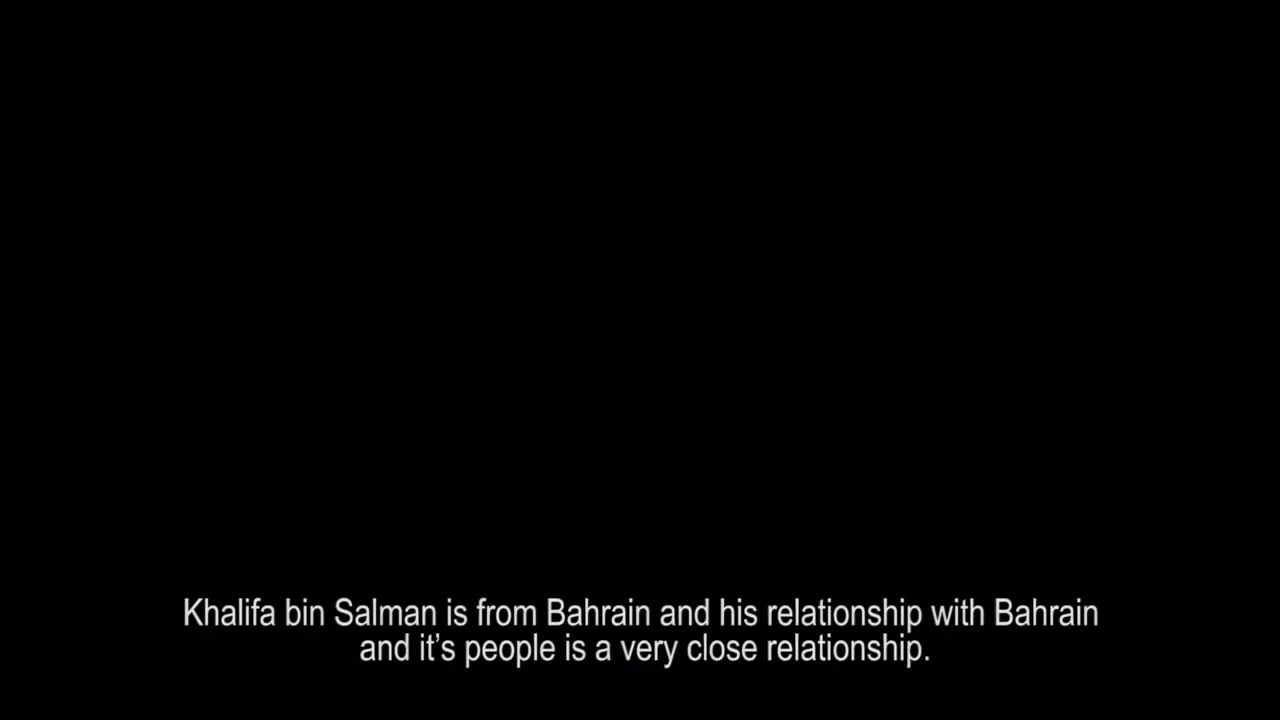 Khalifa bin Salman is from Bahrain and his relationship with Bahrain
and it’s people is a very close relationship.